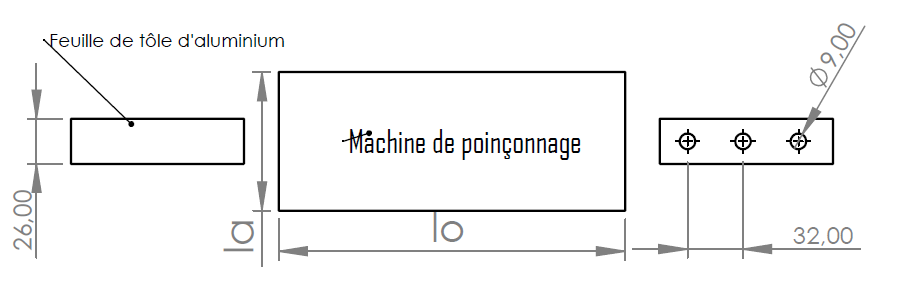 Feuille de tôle d'aluminium
26,00
la
Machine de poinçonnage
lo
32,00
Ø9,00